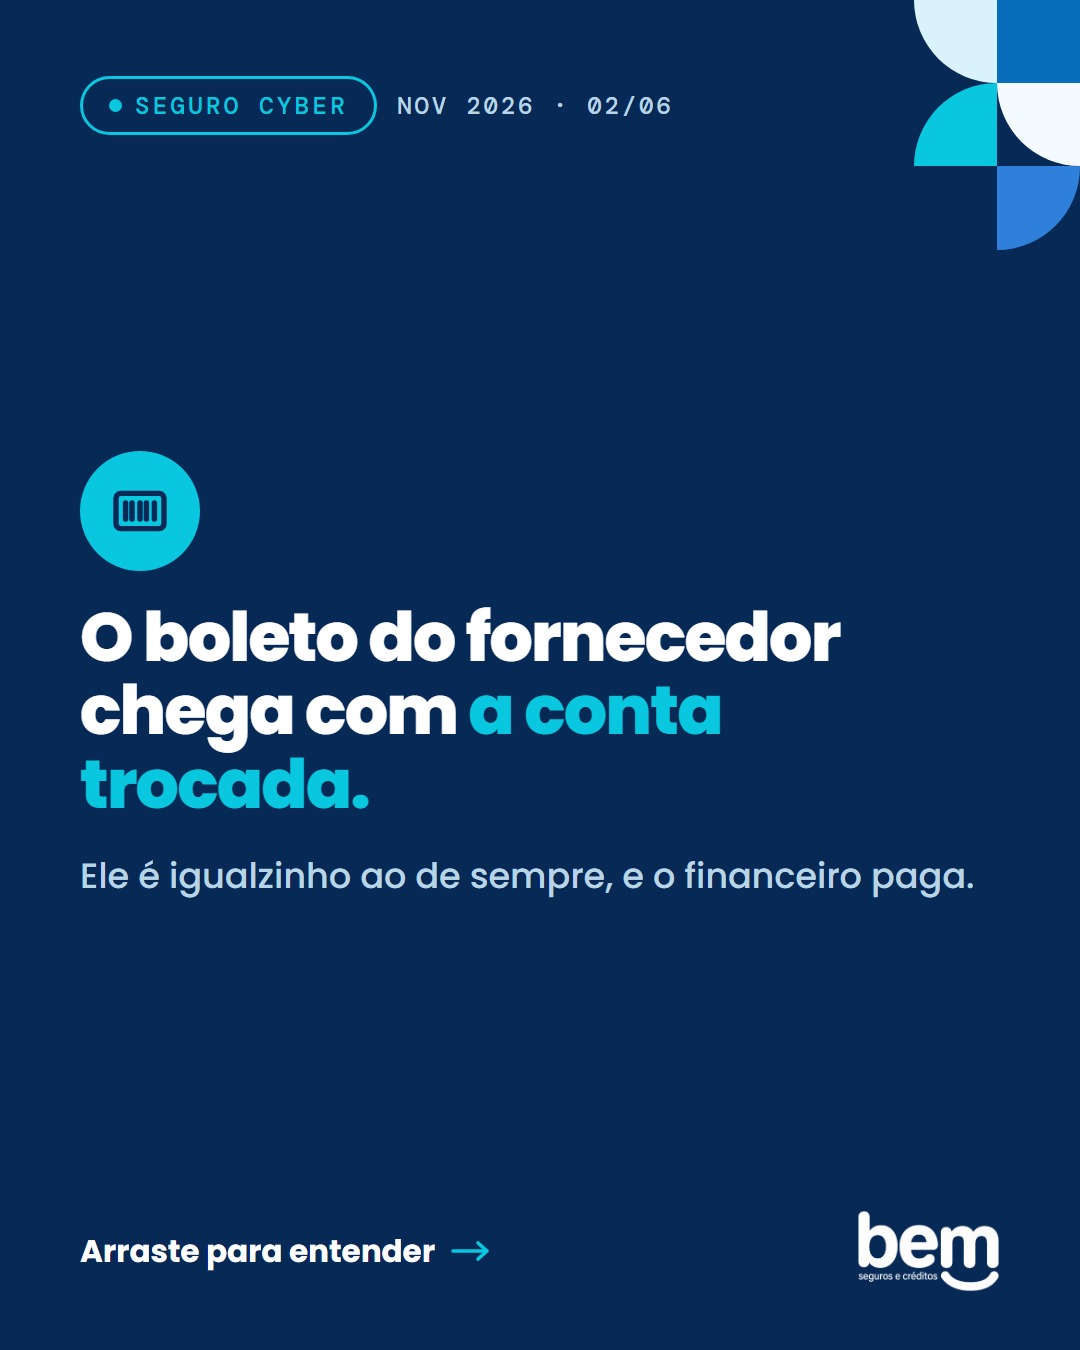 SEGURO CYBER NOV 2026 · 02/06
O boleto do fornecedor
chega com a conta
trocada.
Ele é igualzinho ao de sempre, e o financeiro paga.
Arraste para entender →
bem
seguros e créditos